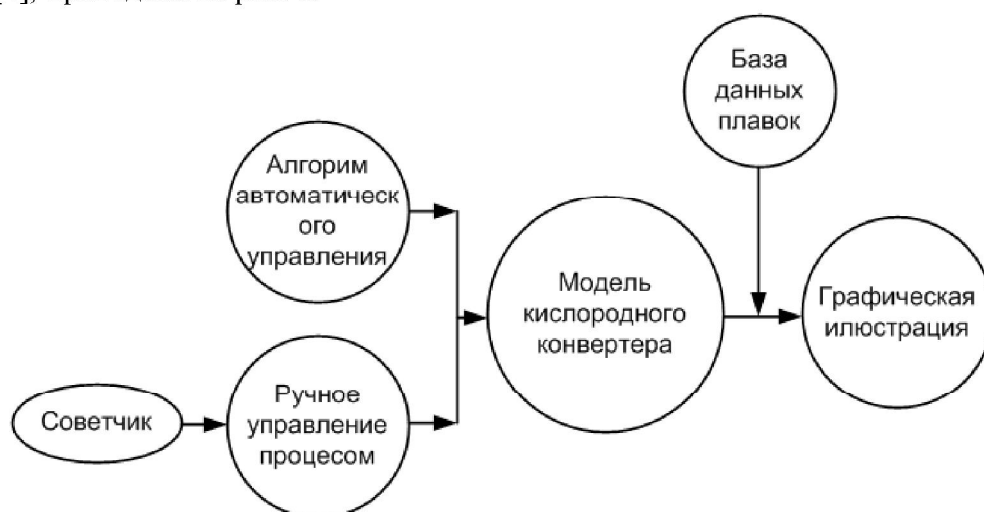 База
данных
плавок
Алгорим
автоматическ
ого
управления
Модель
кислородного
конвертера
Графическая
илюстрация
Советчик
Ручное
управление
процесом